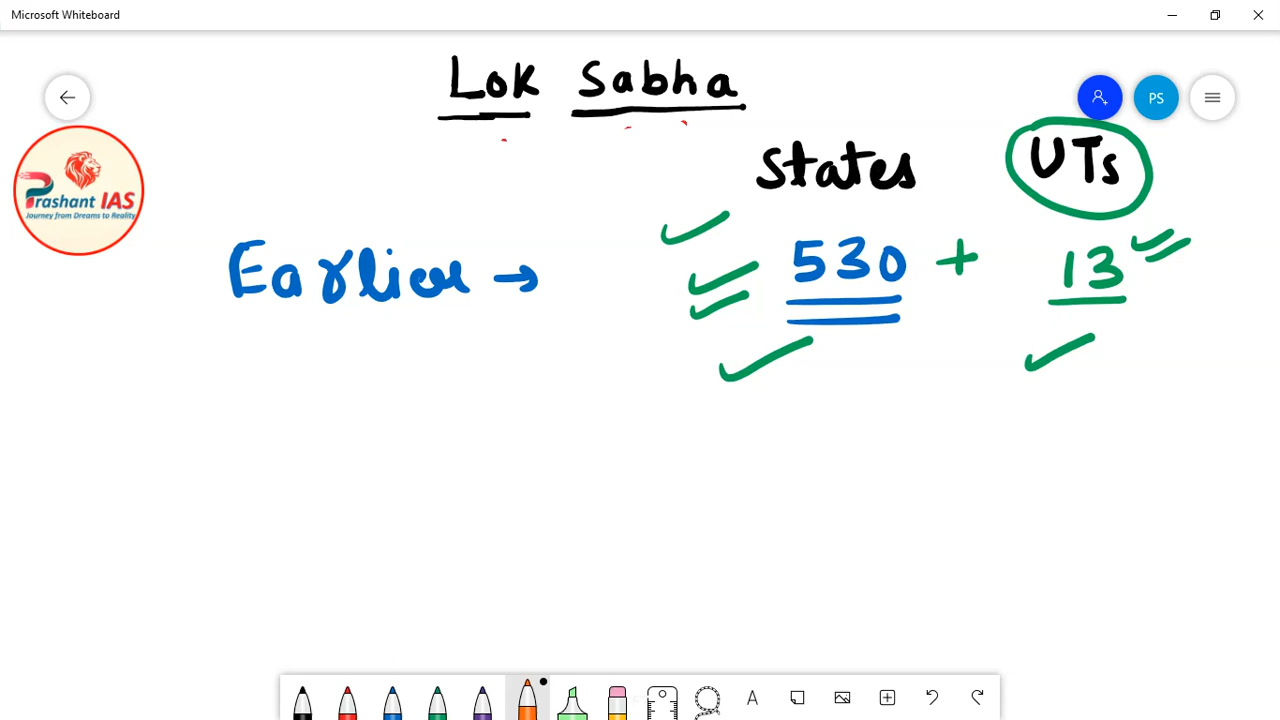 Microsoft Whiteboard
Lok Sabha
PS
States UTs
Prashant IAS
Journey from Dreams to Reality
Earlier → 530 + 13
A